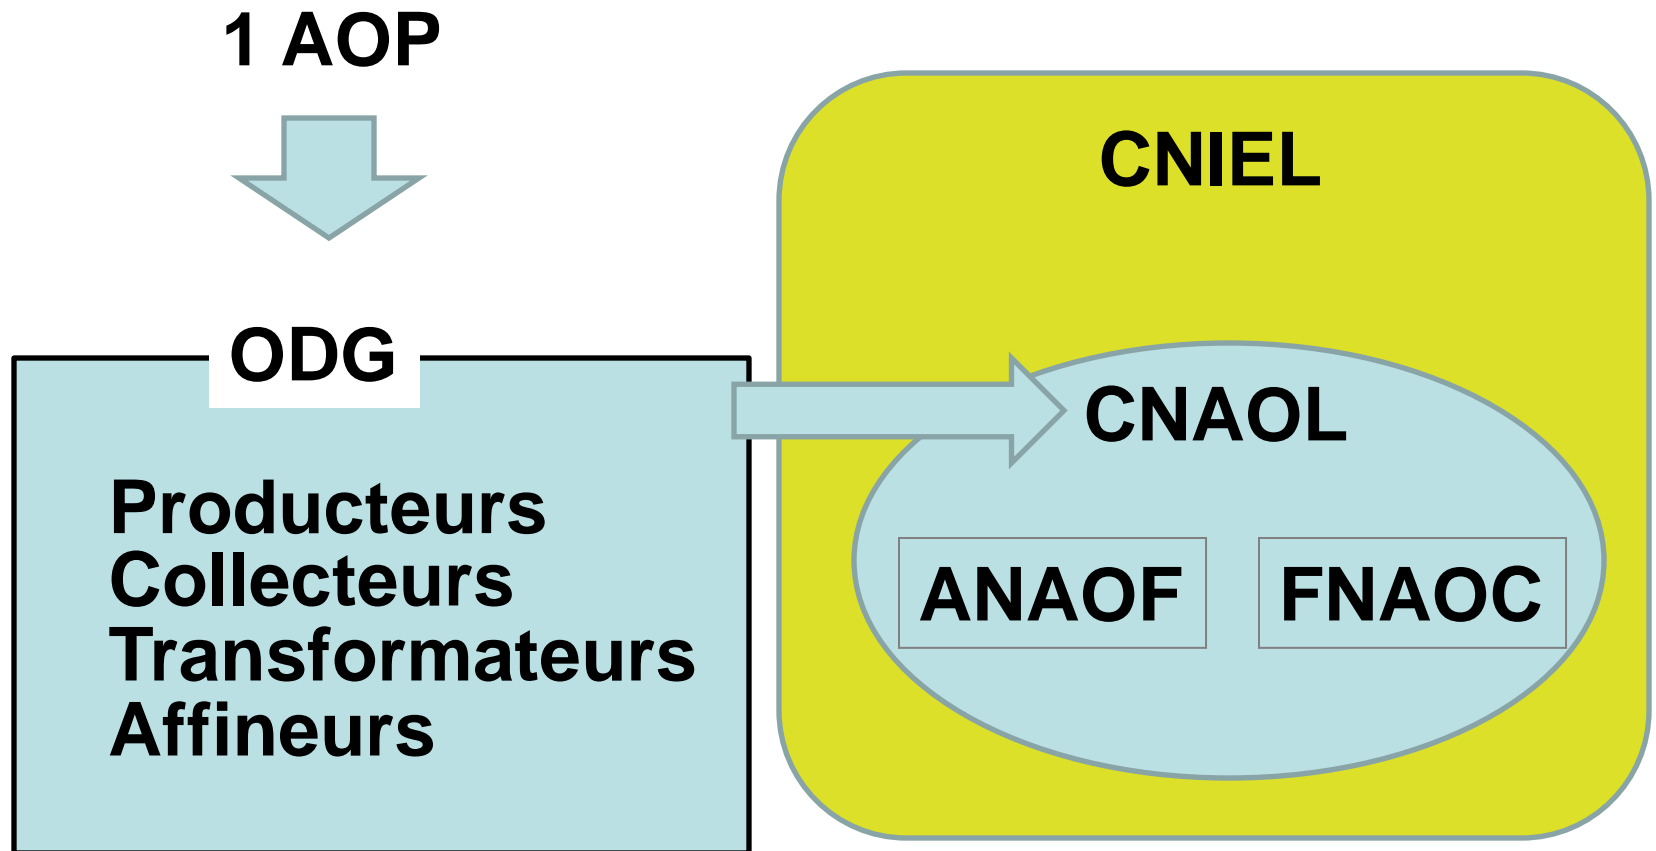 1 AOP
ODG
Producteurs
Collecteurs
Transformateurs
Affineurs
CNIEL
CNAOL
ANAOF
FNAOC